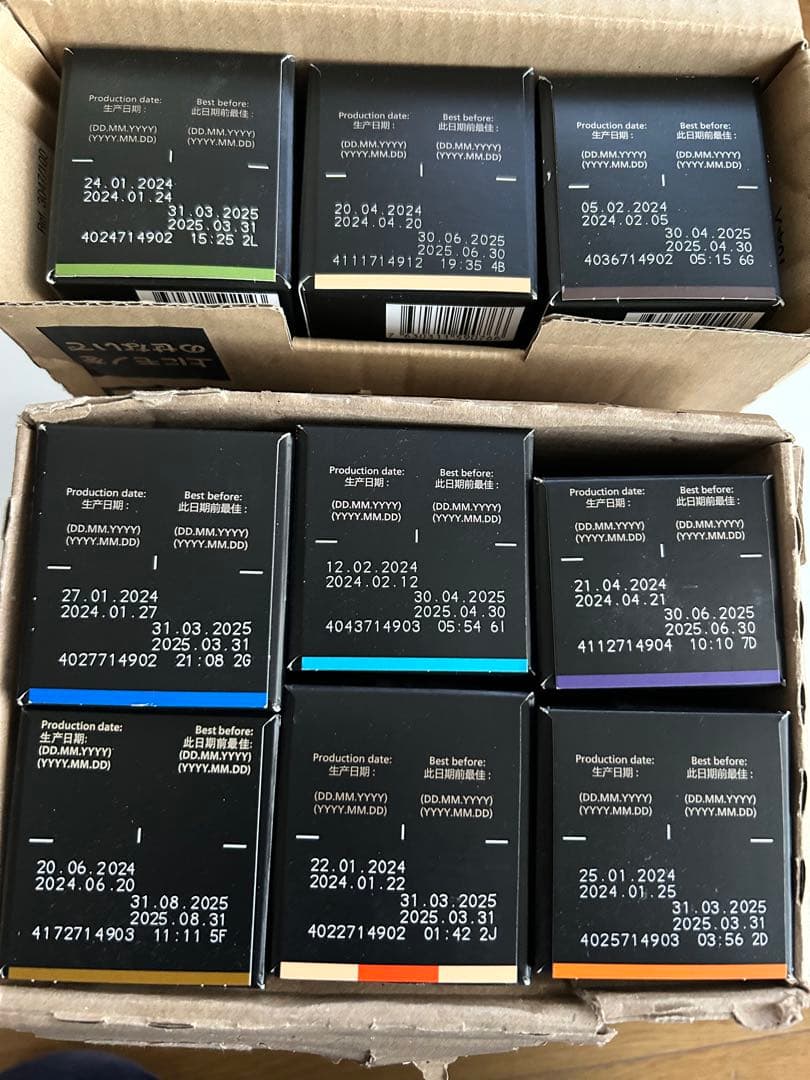 Production date:
生产日期：
(DD.MM.YYYY)
(YYYY.MM.DD)
Best before:
此日期前最佳：
(DD.MM.YYYY)
(YYYY.MM.DD)
24.01.2024
2024.01.24
31.03.2025
2025.03.31
4024714902 15:25 2L
Production date:
生产日期：
(DD.MM.YYYY)
(YYYY.MM.DD)
Best before:
此日期前最佳：
(DD.MM.YYYY)
(YYYY.MM.DD)
20.04.2024
2024.04.20
30.06.2025
2025.06.30
4111714912 19:35 4B
Production date:
生产日期：
(DD.MM.YYYY)
(YYYY.MM.DD)
Best before:
此日期前最佳：
(DD.MM.YYYY)
(YYYY.MM.DD)
05.02.2024
2024.02.05
30.04.2025
2025.04.30
4036714902 05:15 6G
上にモノを
のせないで
Production date:
生产日期：
(DD.MM.YYYY)
(YYYY.MM.DD)
Best before:
此日期前最佳：
(DD.MM.YYYY)
(YYYY.MM.DD)
27.01.2024
2024.01.27
31.03.2025
2025.03.31
4027714902 21:08 2G
Production date:
生产日期：
(DD.MM.YYYY)
(YYYY.MM.DD)
Best before:
此日期前最佳：
(DD.MM.YYYY)
(YYYY.MM.DD)
12.02.2024
2024.02.12
30.04.2025
2025.04.30
4043714903 05:54 6I
Production date:
生产日期：
(DD.MM.YYYY)
(YYYY.MM.DD)
Best before:
此日期前最佳：
(DD.MM.YYYY)
(YYYY.MM.DD)
21.04.2024
2024.04.21
30.06.2025
2025.06.30
4112714904 10:10 7D
Production date:
生产日期:
(DD.MM.YYYY)
(YYYY.MM.DD)
Best before:
此日期前最佳:
(DD.MM.YYYY)
(YYYY.MM.DD)
20.06.2024
2024.06.20
31.08.2025
2025.08.31
4172714903 11:11 5F
Production date:
生产日期：
(DD.MM.YYYY)
(YYYY.MM.DD)
Best before:
此日期前最佳：
(DD.MM.YYYY)
(YYYY.MM.DD)
22.01.2024
2024.01.22
31.03.2025
2025.03.31
4022714902 01:42 2J
Production date:
生产日期：
(DD.MM.YYYY)
(YYYY.MM.DD)
Best before:
此日期前最佳：
(DD.MM.YYYY)
(YYYY.MM.DD)
25.01.2024
2024.01.25
31.03.2025
2025.03.31
4025714903 03:56 2D